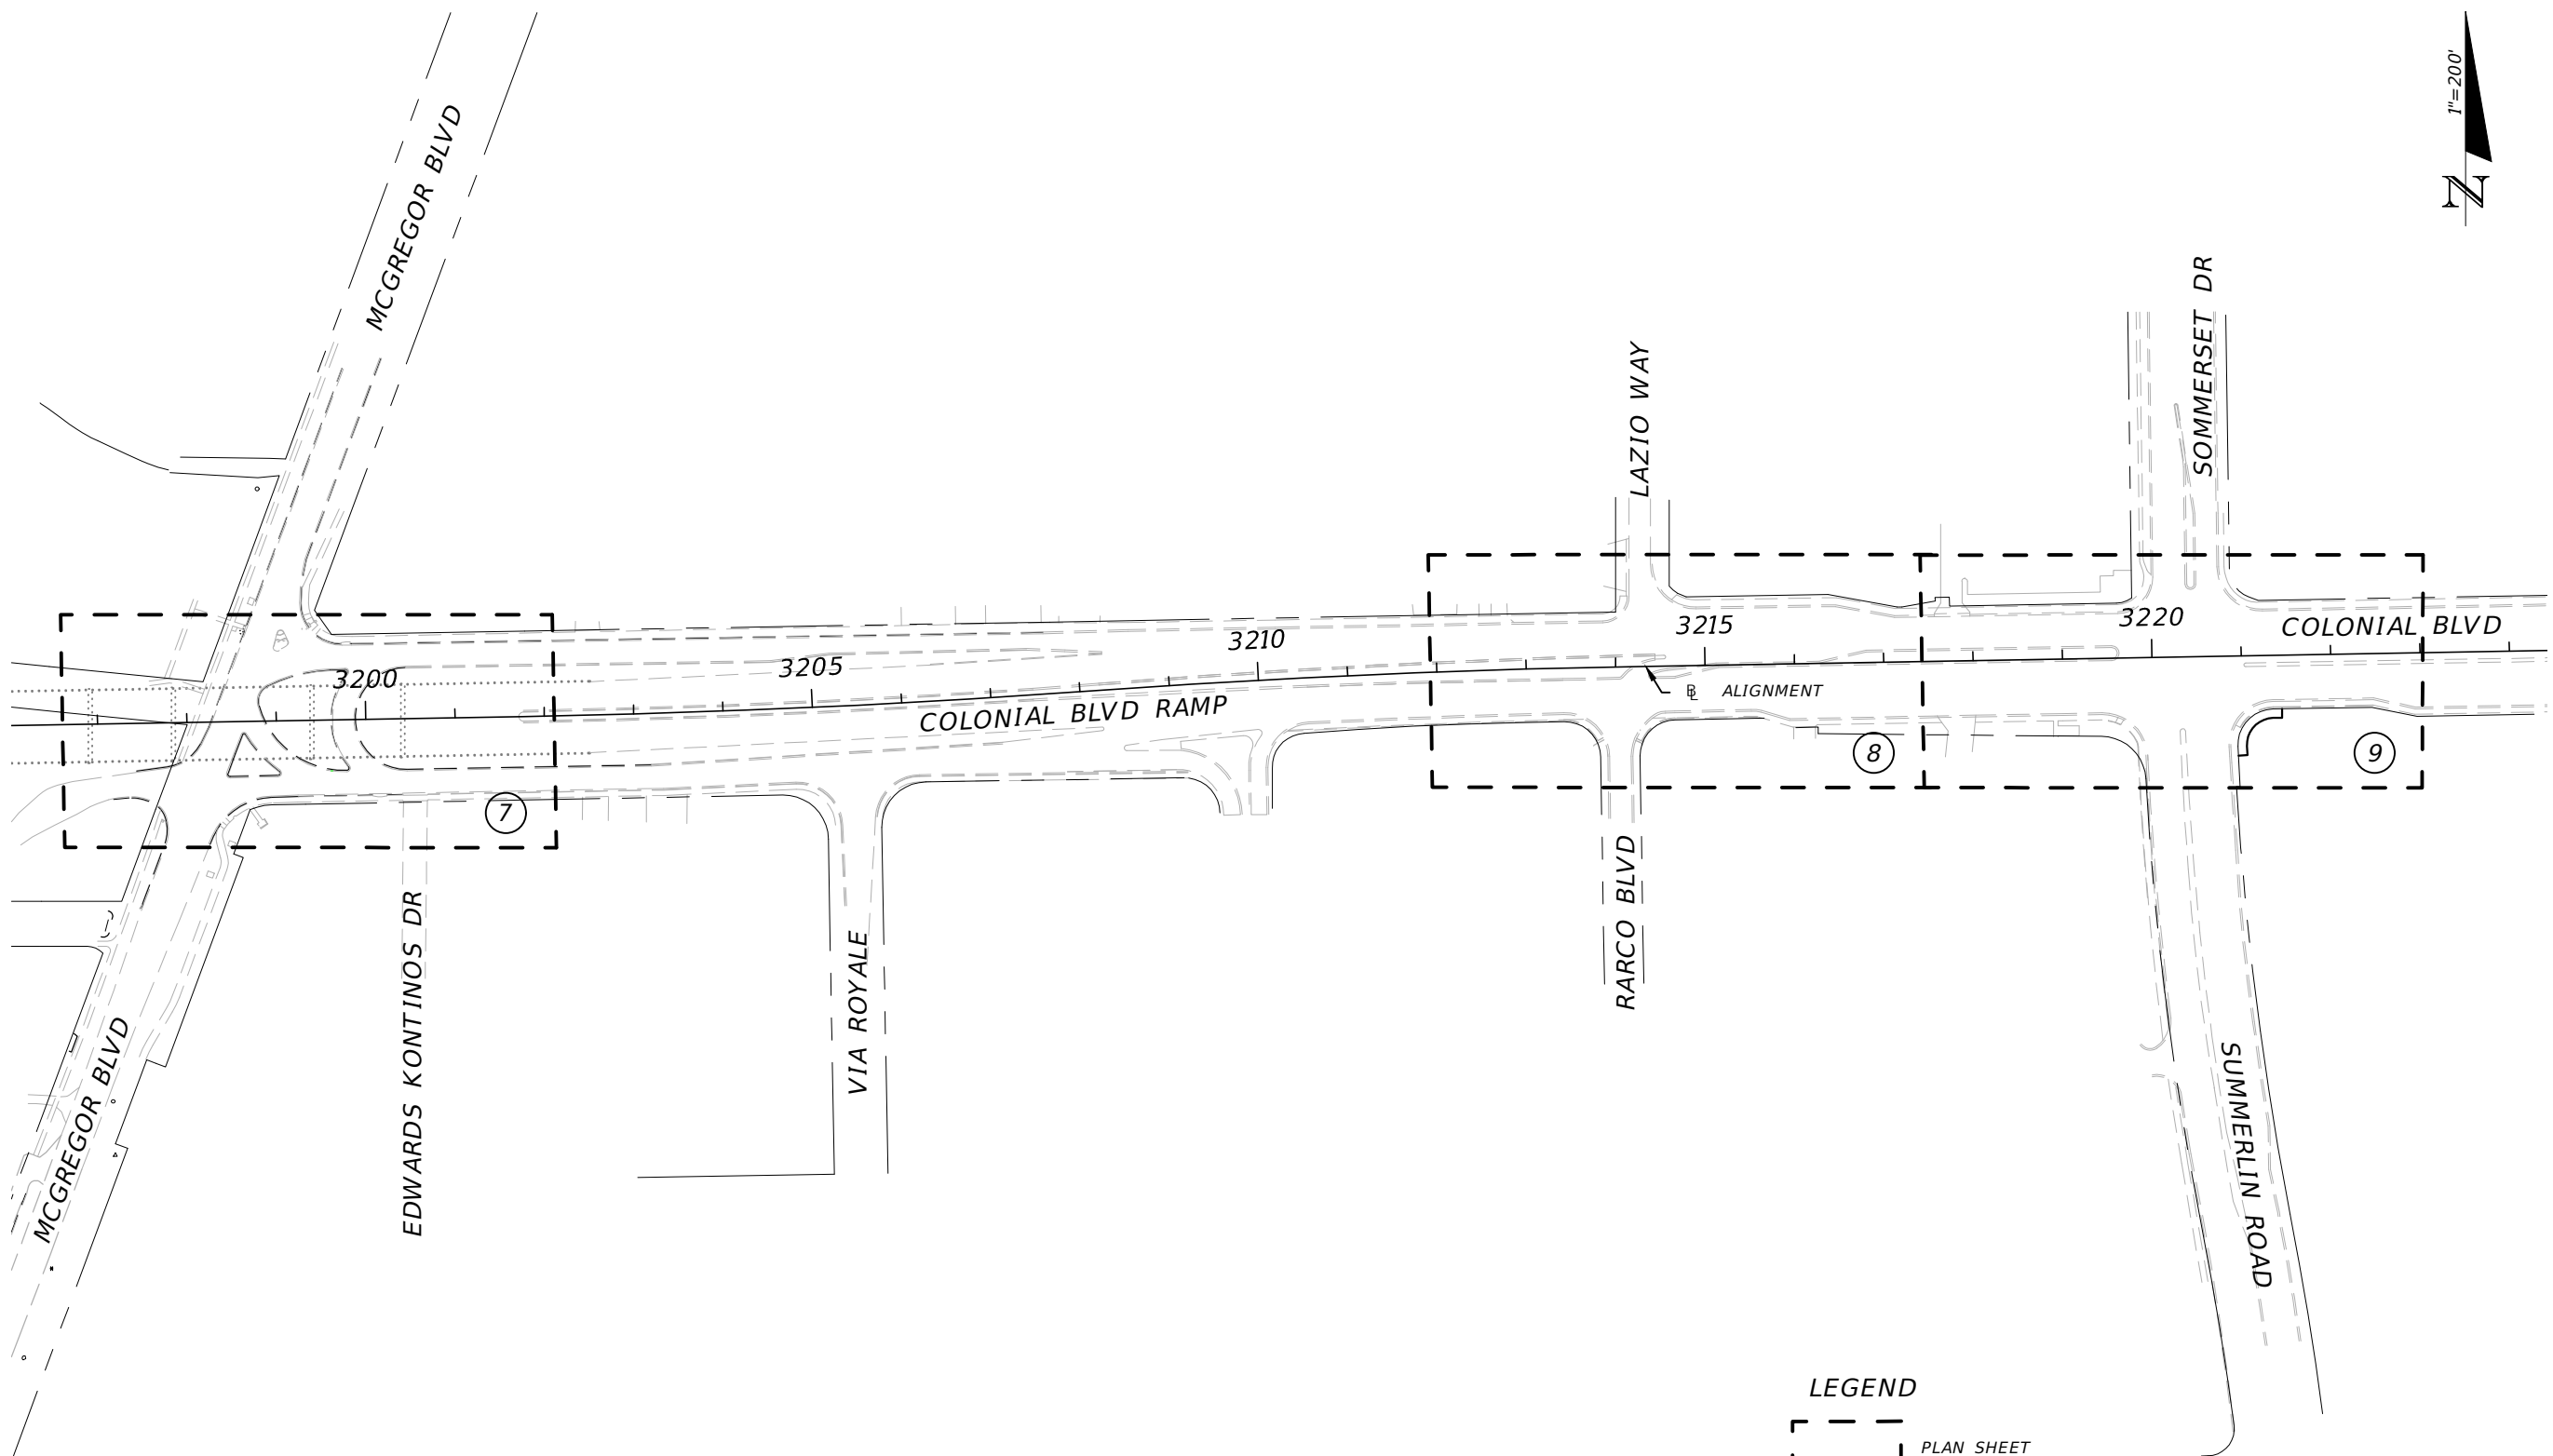 1"=200'
N
MCGREGOR BLVD
SOMMERSET DR
LAZIO WAY
3200
3205
3210
3215
3220
COLONIAL BLVD
COLONIAL BLVD RAMP
℄ ALIGNMENT
7
8
9
EDWARDS KONTINOS DR
VIA ROYALE
RARCO BLVD
MCGREGOR BLVD
SUMMERLIN ROAD
LEGEND
PLAN SHEET